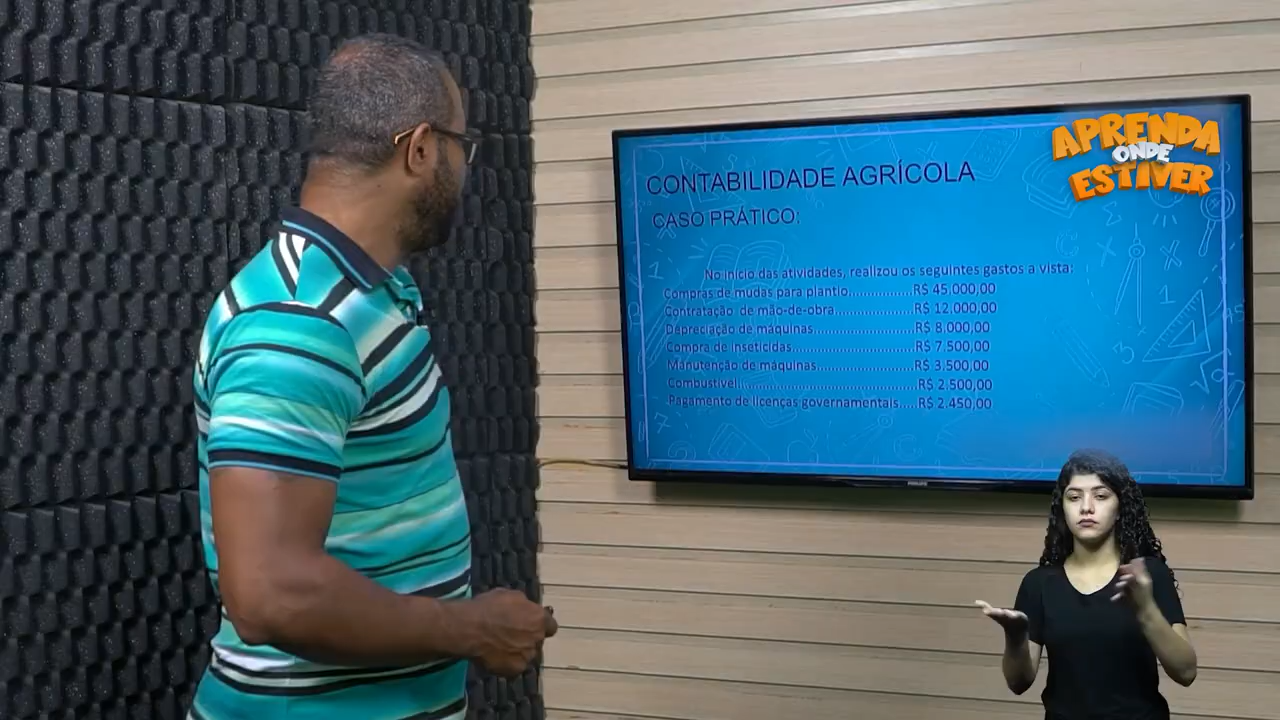 APRENDA
ONDE
ESTIVER
CONTABILIDADE AGRÍCOLA
CASO PRÁTICO:
No início das atividades, realizou os seguintes gastos a vista:
Compras de mudas para plantio................R$ 45.000,00
Contratação de mão-de-obra....................R$ 12.000,00
Depreciação de máquinas.........................R$ 8.000,00
Compra de inseticidas..............................R$ 7.500,00
Manutenção de máquinas........................R$ 3.500,00
Combustível............................................R$ 2.500,00
Pagamento de licenças governamentais.....R$ 2.450,00
PHILIPS